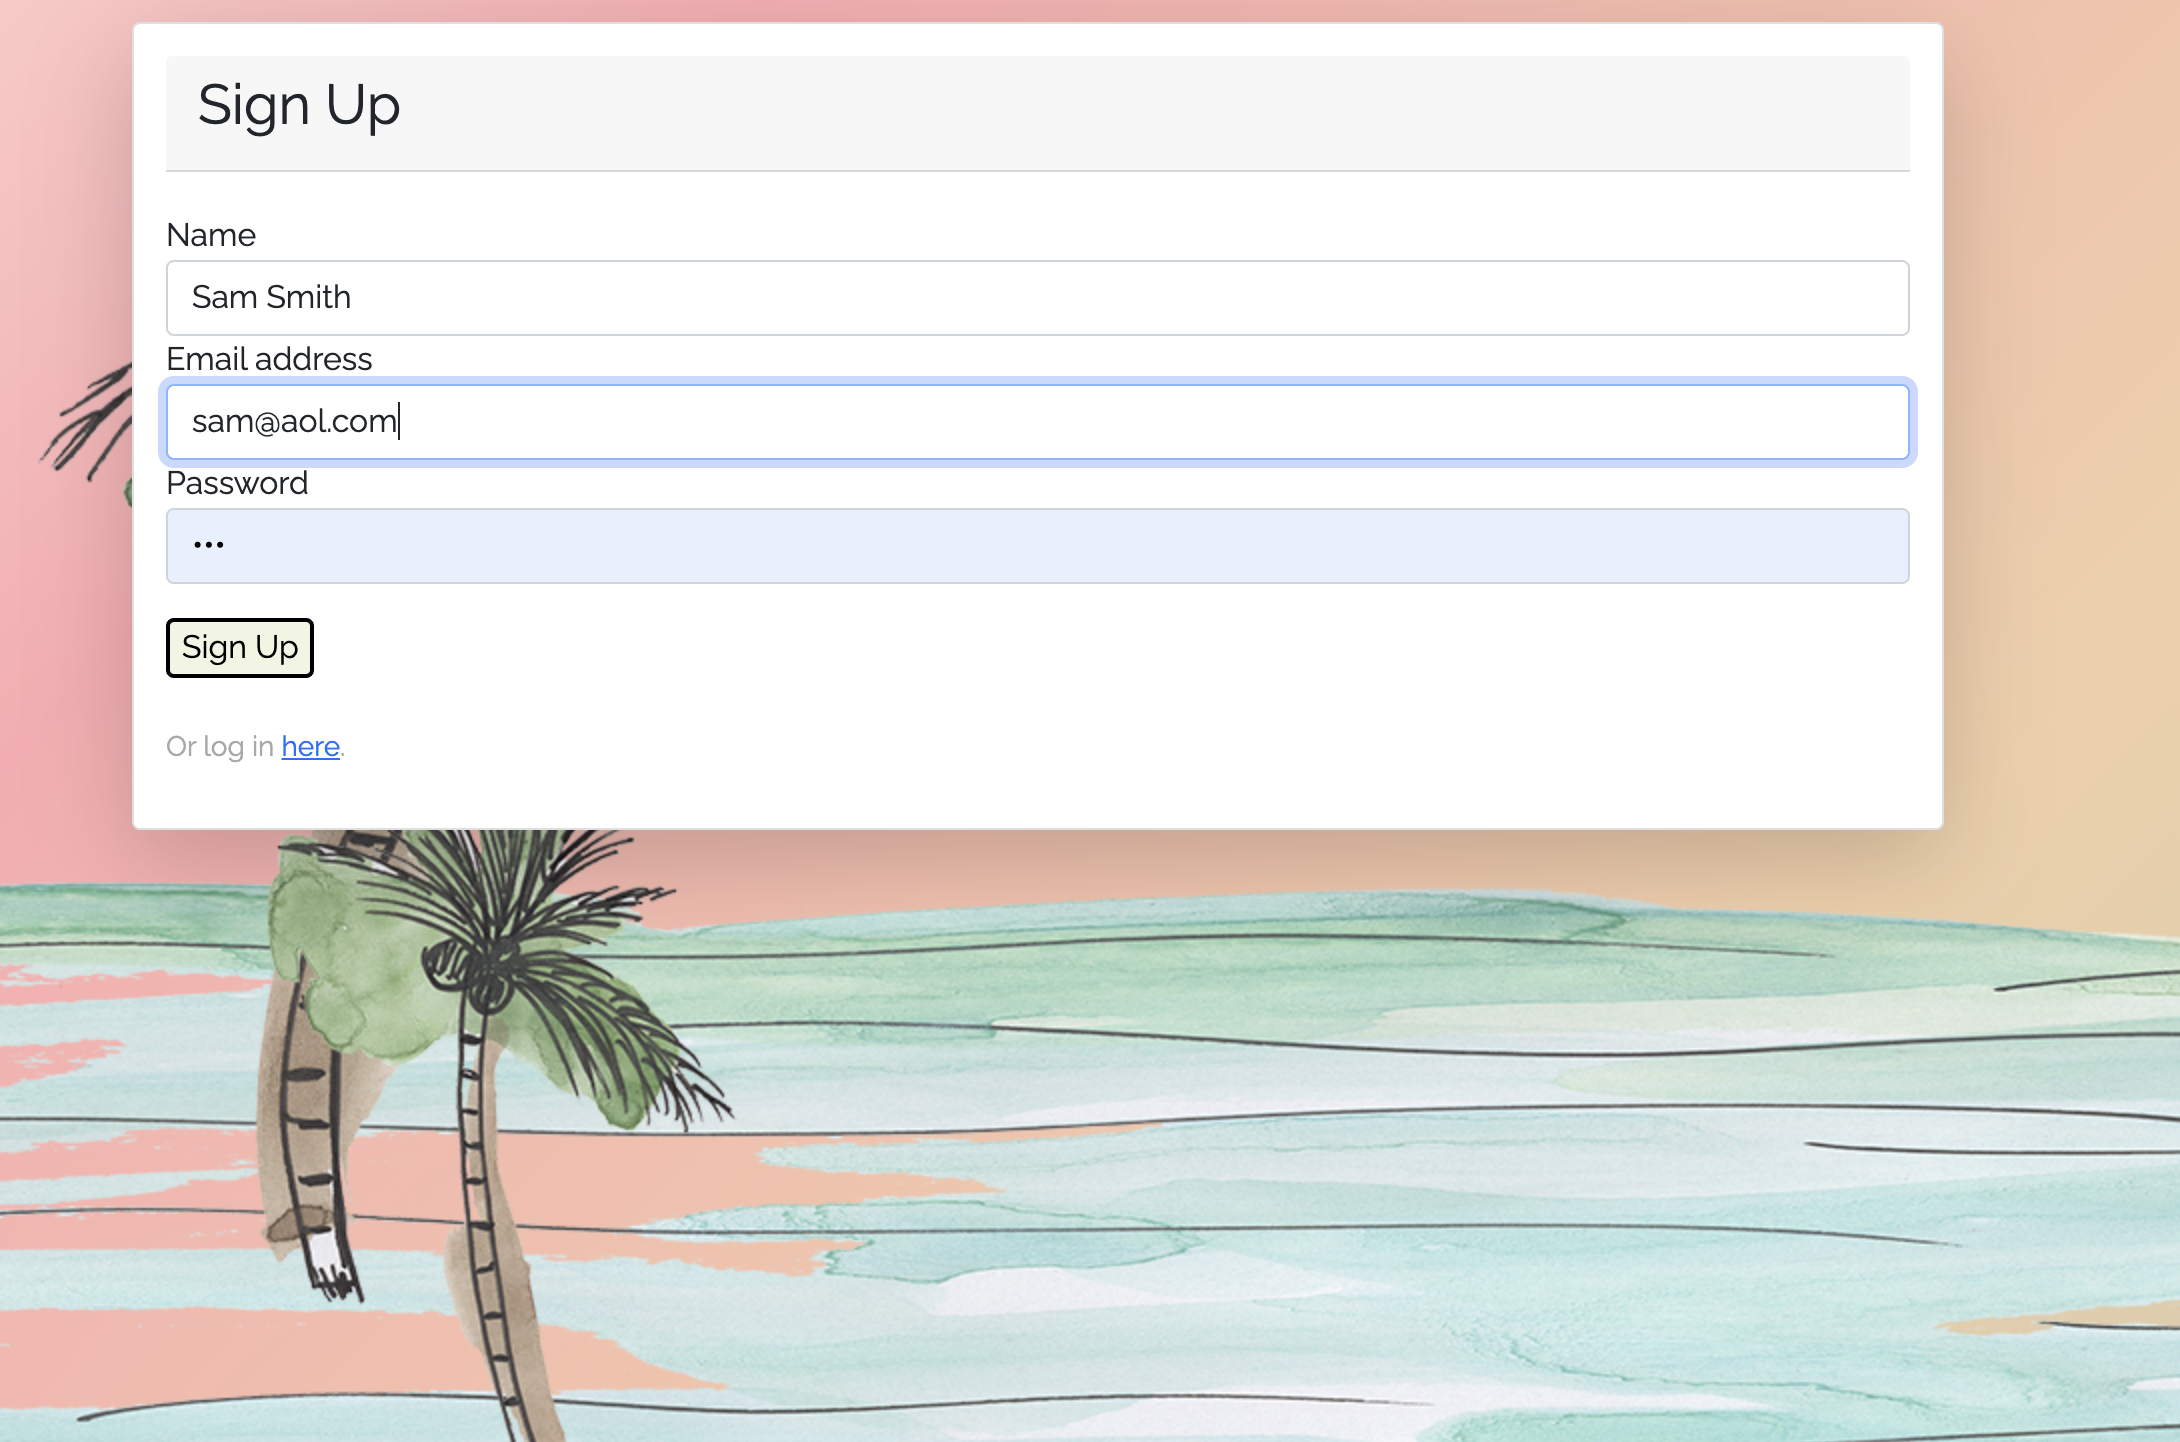 Sign Up
Name
Sam Smith
Email address
sam@aol.com
Password
•••
Sign Up
Or log in here.